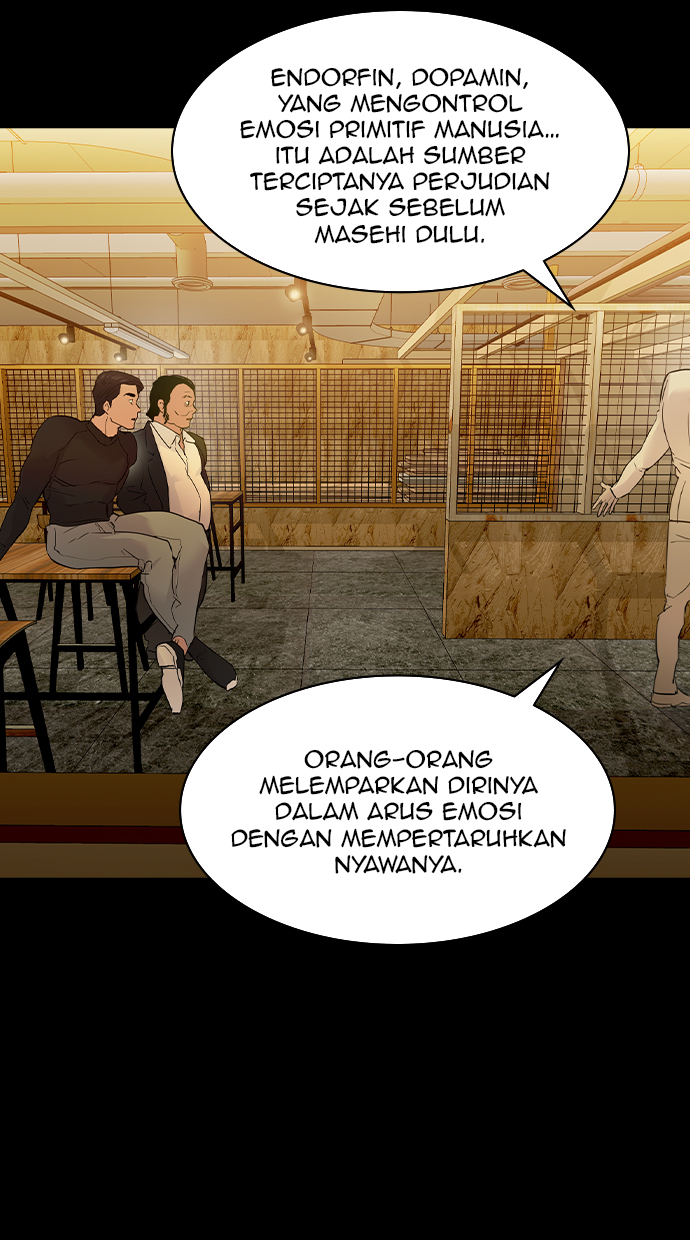 ENDORFIN, DOPAMIN,
YANG MENGONTROL
EMOSI PRIMITIF MANUSIA...
ITU ADALAH SUMBER
TERCIPTANYA PERJUDIAN
SEJAK SEBELUM
MASEHI DULU.
ORANG-ORANG
MELEMPARKAN DIRINYA
DALAM ARUS EMOSI
DENGAN MEMPERTARUHKAN
NYAWANYA.